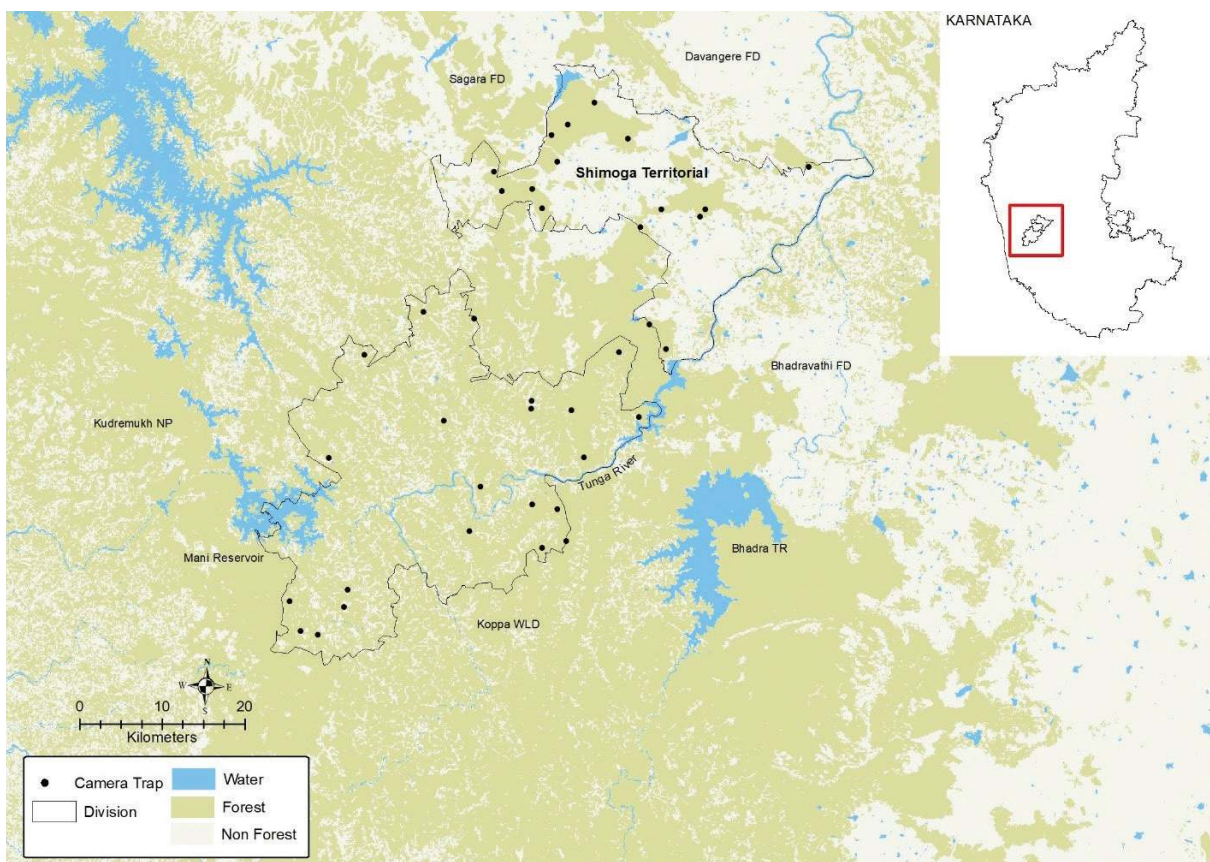 KARNATAKA
Davangere FD
Sagara FD
Shimoga Territorial
Bhadravathi FD
Kudremukh NP
Tunga River
Mani Reservoir
Bhadra TR
Koppa WLD
N
W E
S
0 10 20
Kilometers
Camera Trap
Division
Water
Forest
Non Forest